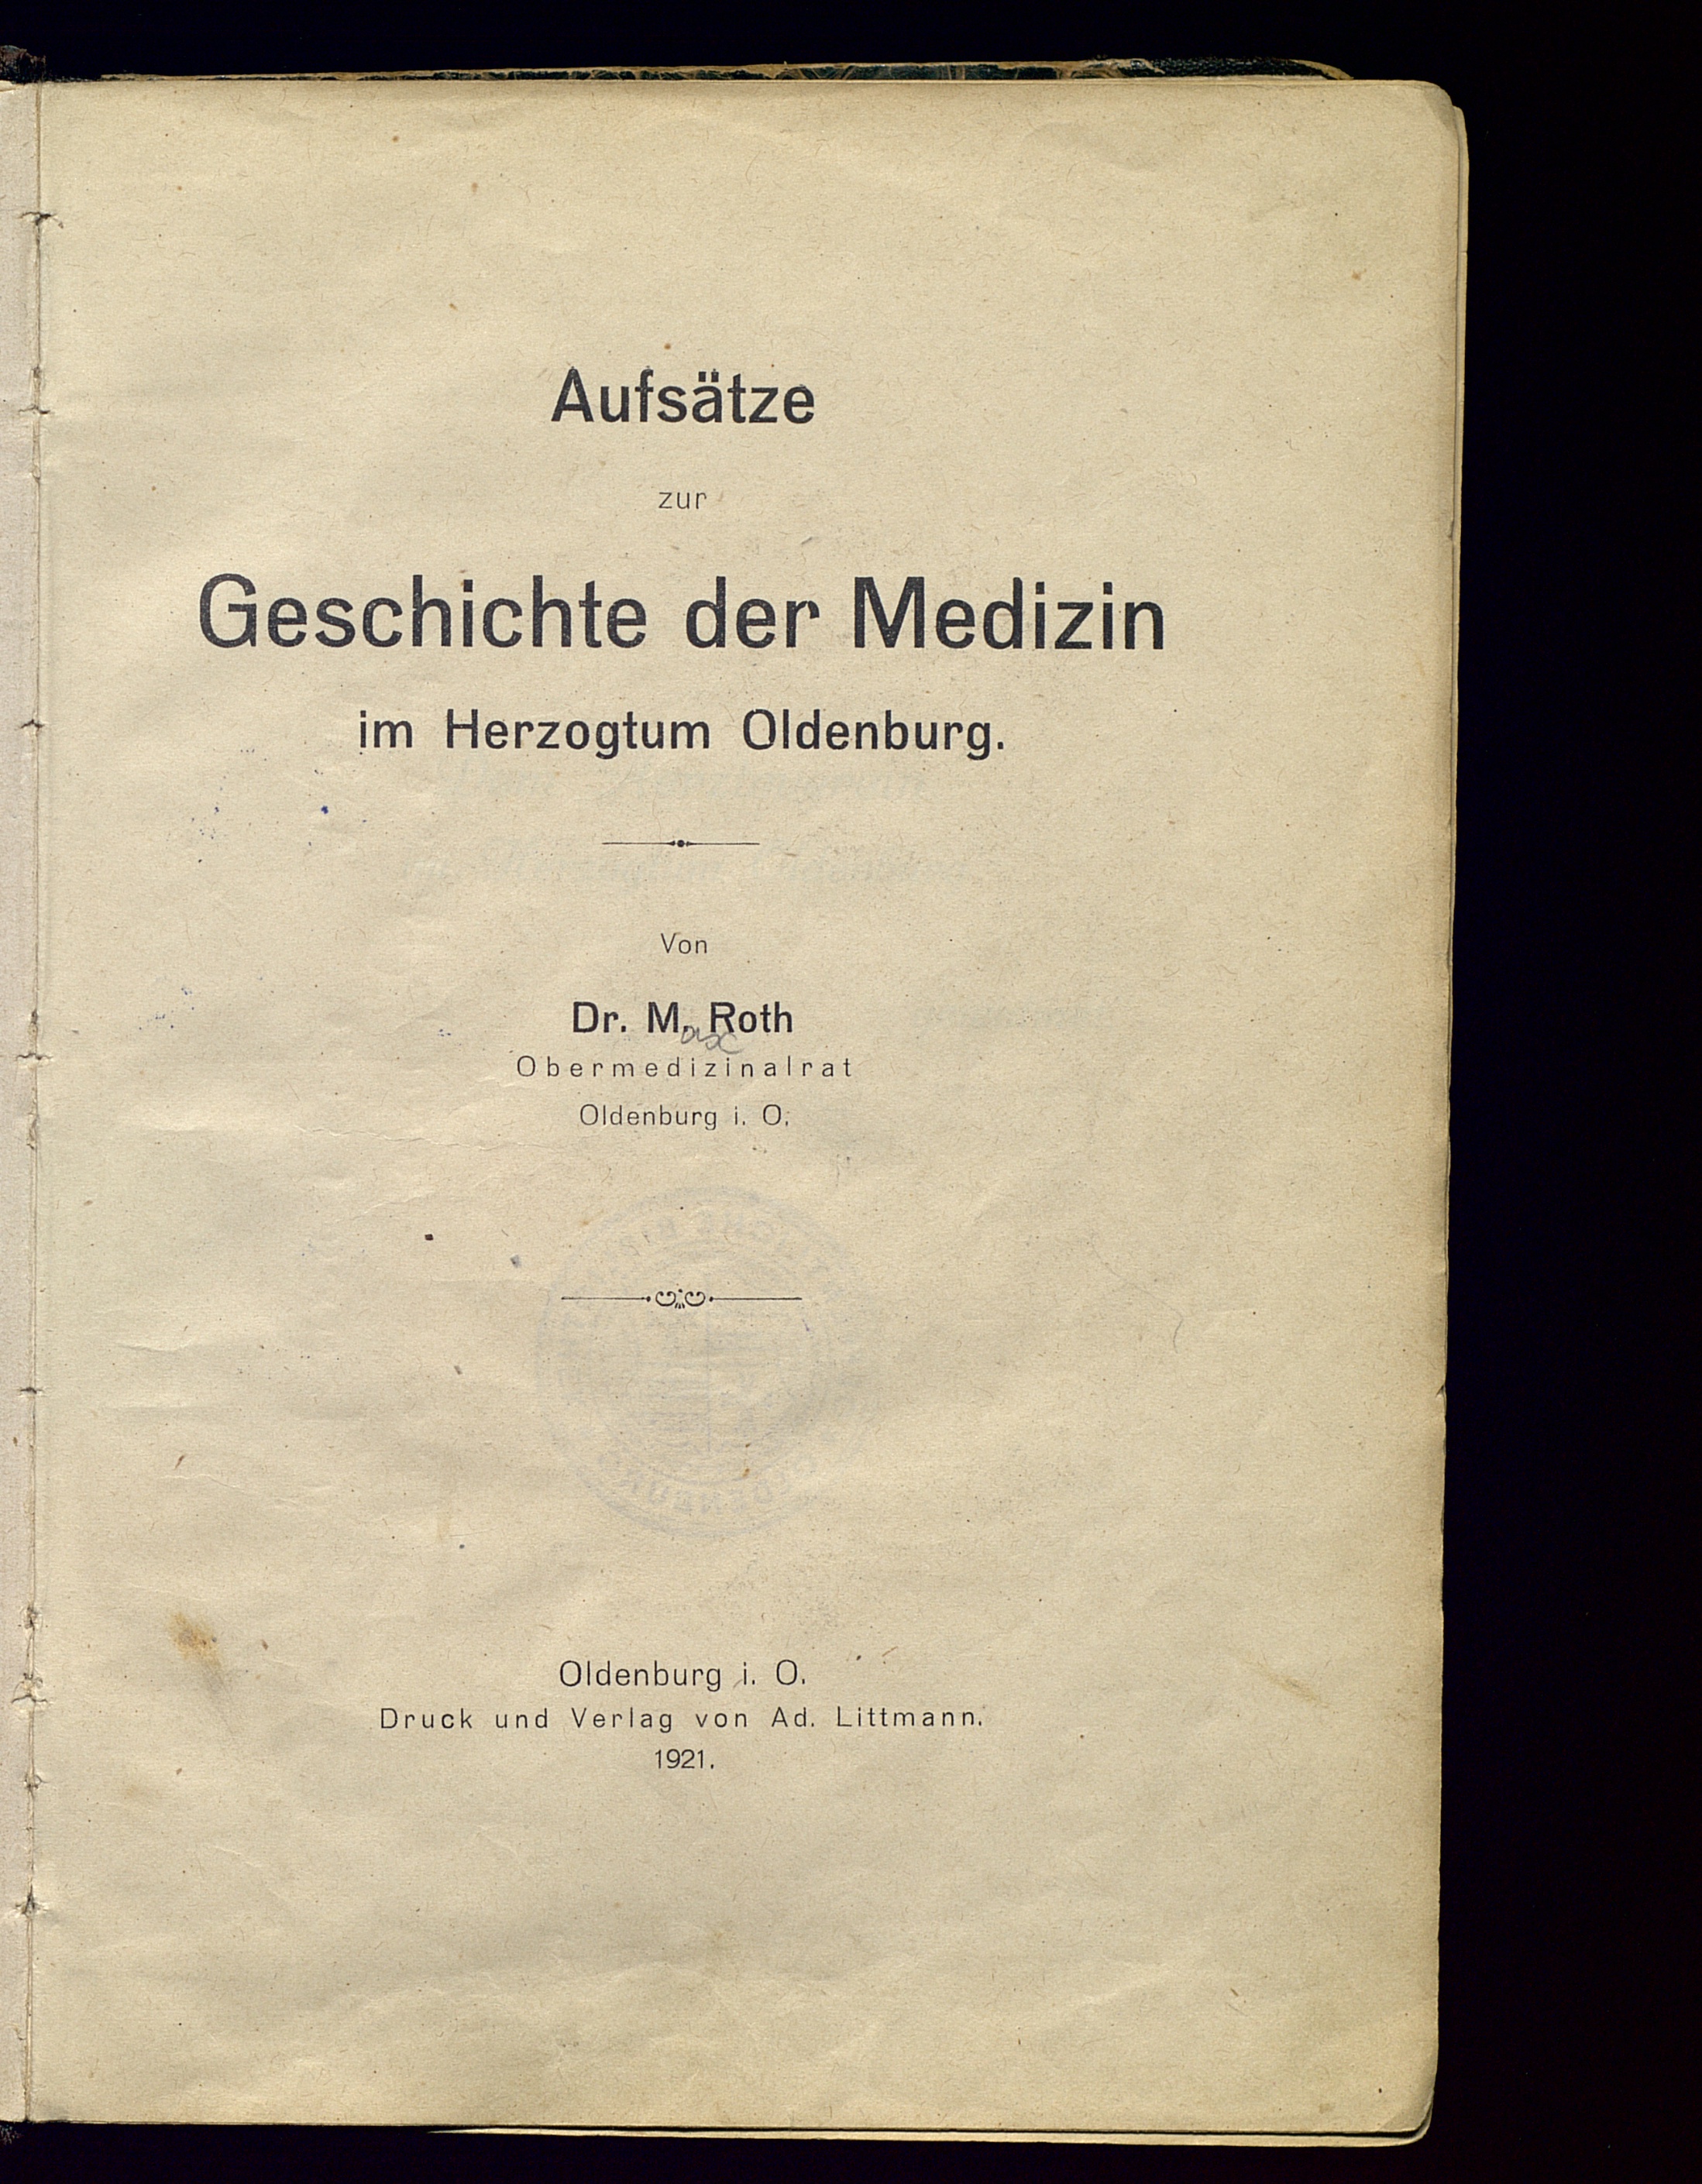 Aufsätze
zur
Geschichte der Medizin
im Herzogtum Oldenburg.
Von
Dr. M. Roth
ax
Obermedizinalrat
Oldenburg i. O.
Oldenburg i. O.
Druck und Verlag von Ad. Littmann.
1921.